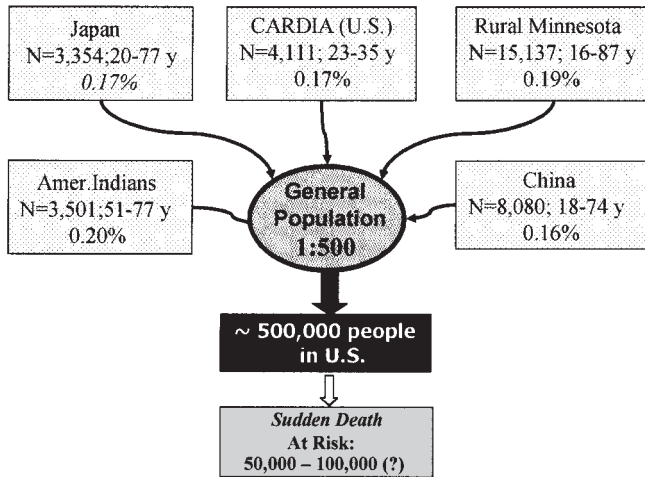 Japan
N=3,354;20-77 y
0.17%
CARDIA (U.S.)
N=4,111; 23-35 y
0.17%
Rural Minnesota
N=15,137; 16-87 y
0.19%
Amer.Indians
N=3,501;51-77 y
0.20%
General
Population
1:500
China
N=8,080; 18-74 y
0.16%
~ 500,000 people
in U.S.
Sudden Death
At Risk:
50,000 – 100,000 (?)